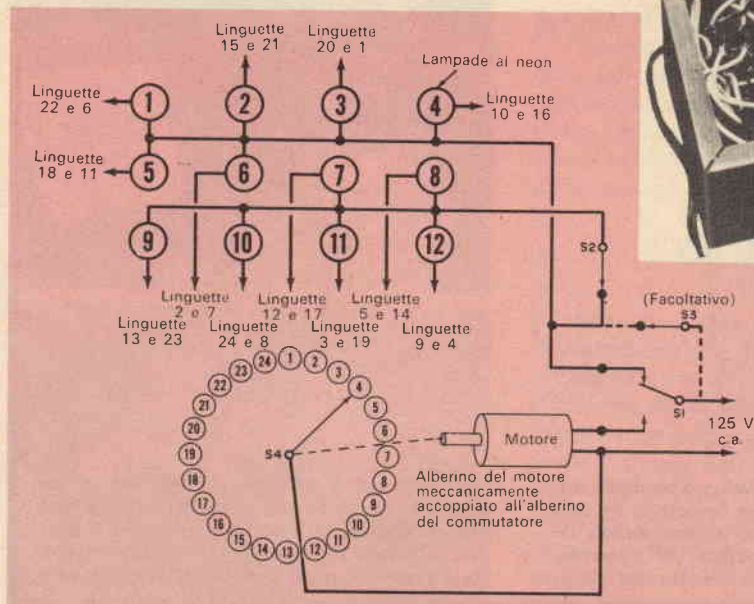 Linguette
15 e 21
Linguette
20 e 1
Lampade al neon
Linguette
22 e 6
1
2
3
4
Linguette
10 e 16
Linguette
18 e 11
5
6
7
8
9
10
11
12
S2
Linguette
2 e 7
Linguette
12 e 17
Linguette
5 e 14
Linguette
13 e 23
Linguette
24 e 8
Linguette
3 e 19
Linguette
9 e 4
(Facoltativo)
S3
S1
125 V
c.a.
1
2
3
4
5
6
7
8
9
10
11
12
13
14
15
16
17
18
19
20
21
22
23
24
S4
Motore
Alberino del motore
meccanicamente
accoppiato all'alberino
del commutatore